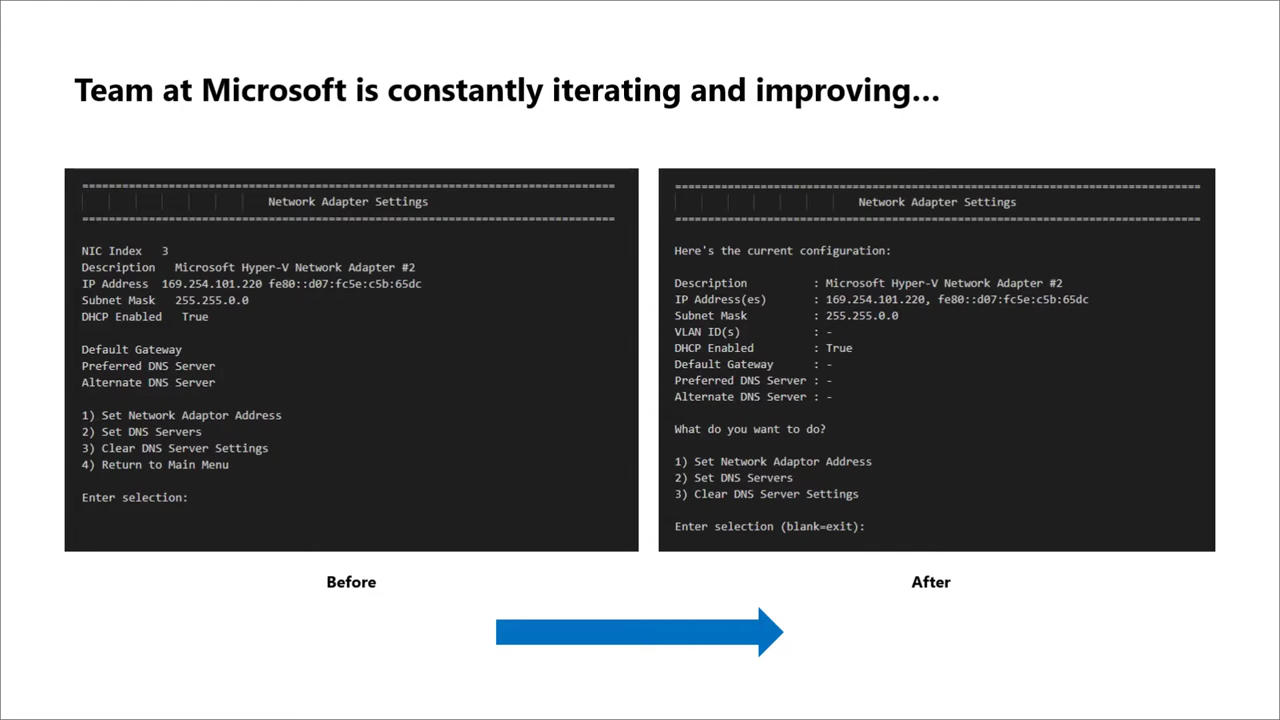 Team at Microsoft is constantly iterating and improving...
================================================================================
Network Adapter Settings
================================================================================
NIC Index   3
Description   Microsoft Hyper-V Network Adapter #2
IP Address  169.254.101.220 fe80::d07:fc5e:c5b:65dc
Subnet Mask   255.255.0.0
DHCP Enabled   True
Default Gateway
Preferred DNS Server
Alternate DNS Server
1) Set Network Adaptor Address
2) Set DNS Servers
3) Clear DNS Server Settings
4) Return to Main Menu
Enter selection:
Before
================================================================================
Network Adapter Settings
================================================================================
Here's the current configuration:
Description          : Microsoft Hyper-V Network Adapter #2
IP Address(es)       : 169.254.101.220, fe80::d07:fc5e:c5b:65dc
Subnet Mask          : 255.255.0.0
VLAN ID(s)           : -
DHCP Enabled         : True
Default Gateway      : -
Preferred DNS Server : -
Alternate DNS Server : -
What do you want to do?
1) Set Network Adaptor Address
2) Set DNS Servers
3) Clear DNS Server Settings
Enter selection (blank=exit):
After